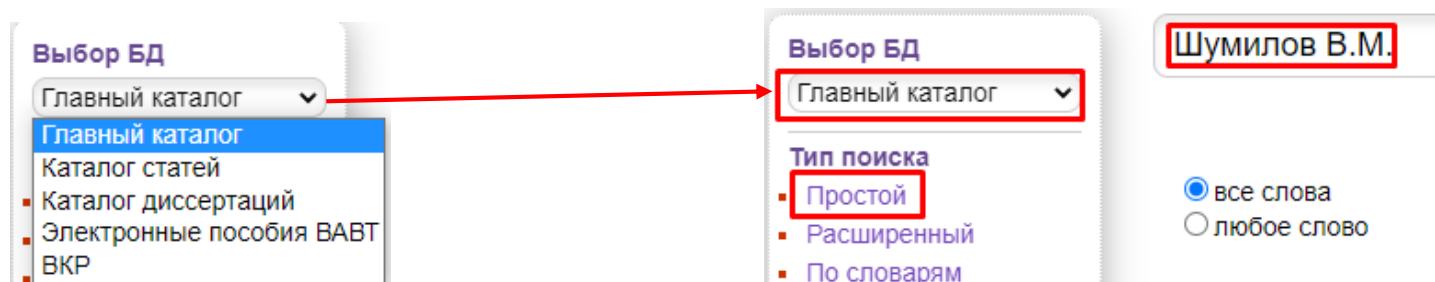 Выбор БД
Главный каталог
Главный каталог
Каталог статей
Каталог диссертаций
Электронные пособия ВАВТ
ВКР
Выбор БД
Главный каталог
Тип поиска
Простой
Расширенный
По словарям
Шумилов В.М.
все слова
любое слово